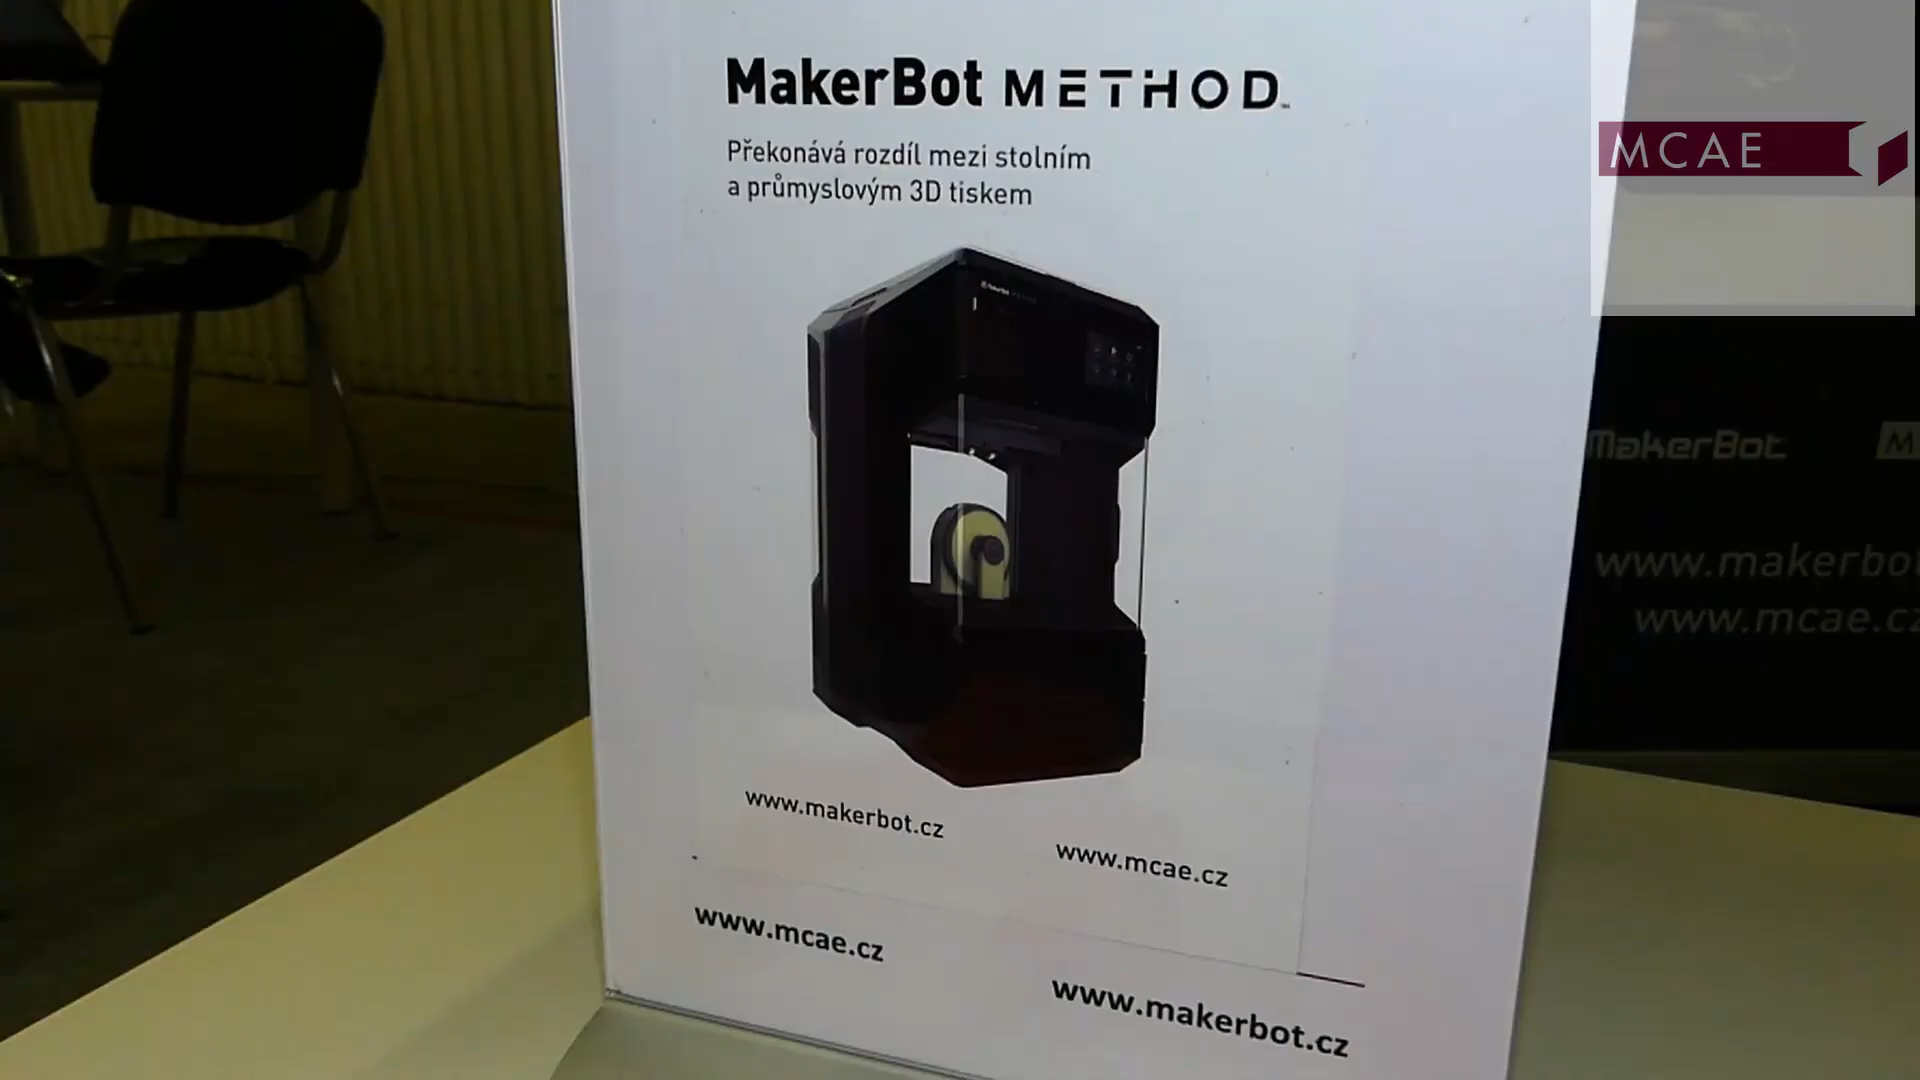 MakerBot METHOD™
Překonává rozdíl mezi stolním
a průmyslovým 3D tiskem
www.makerbot.cz
www.mcae.cz
www.mcae.cz
www.makerbot.cz
MCAE
MakerBot
www.makerbot
www.mcae.cz